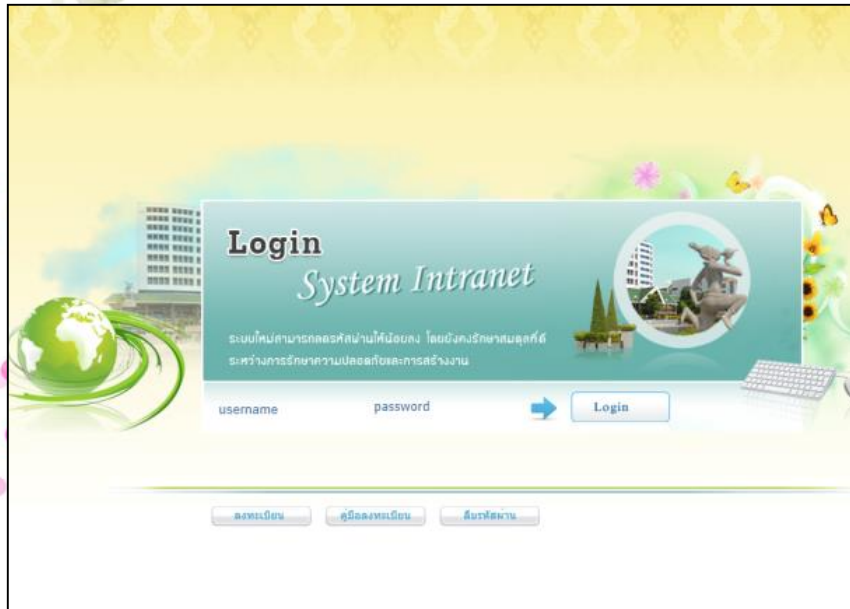 Login
System Intranet
ระบบใหม่สามารถลดรหัสผ่านให้น้อยลง โดยยังคงรักษาสมดุลที่ดี
ระหว่างการรักษาความปลอดภัยและการสร้างงาน
username password Login
ลงทะเบียน คู่มือลงทะเบียน ลืมรหัสผ่าน